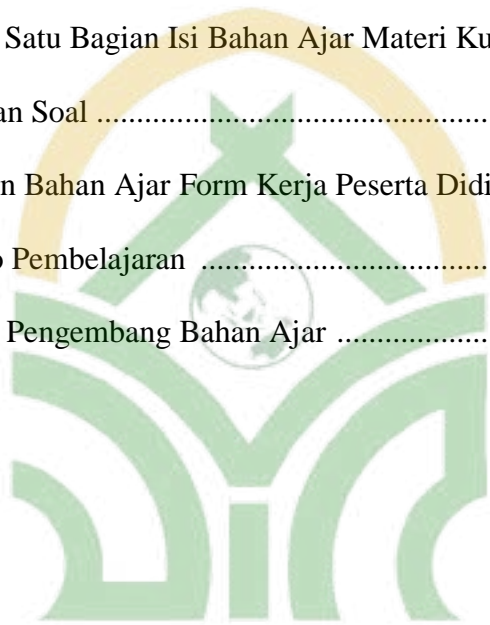 Satu Bagian Isi Bahan Ajar Materi Ku
an Soal ................................................
n Bahan Ajar Form Kerja Peserta Didi
Pembelajaran ....................................
Pengembang Bahan Ajar ...................